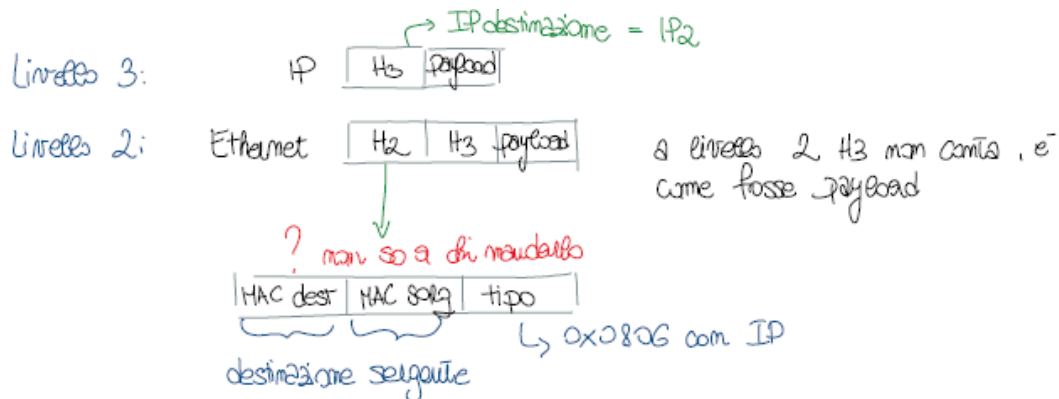 IP destinazione = IP2
Livello 3: IP H3 payload
Livello 2: Ethernet H2 H3 payload
a livello 2 H3 non conta, è
come fosse payload
? non so a chi mandarlo
MAC dest MAC sorg tipo
0x0806 con IP
destinazione sorgente